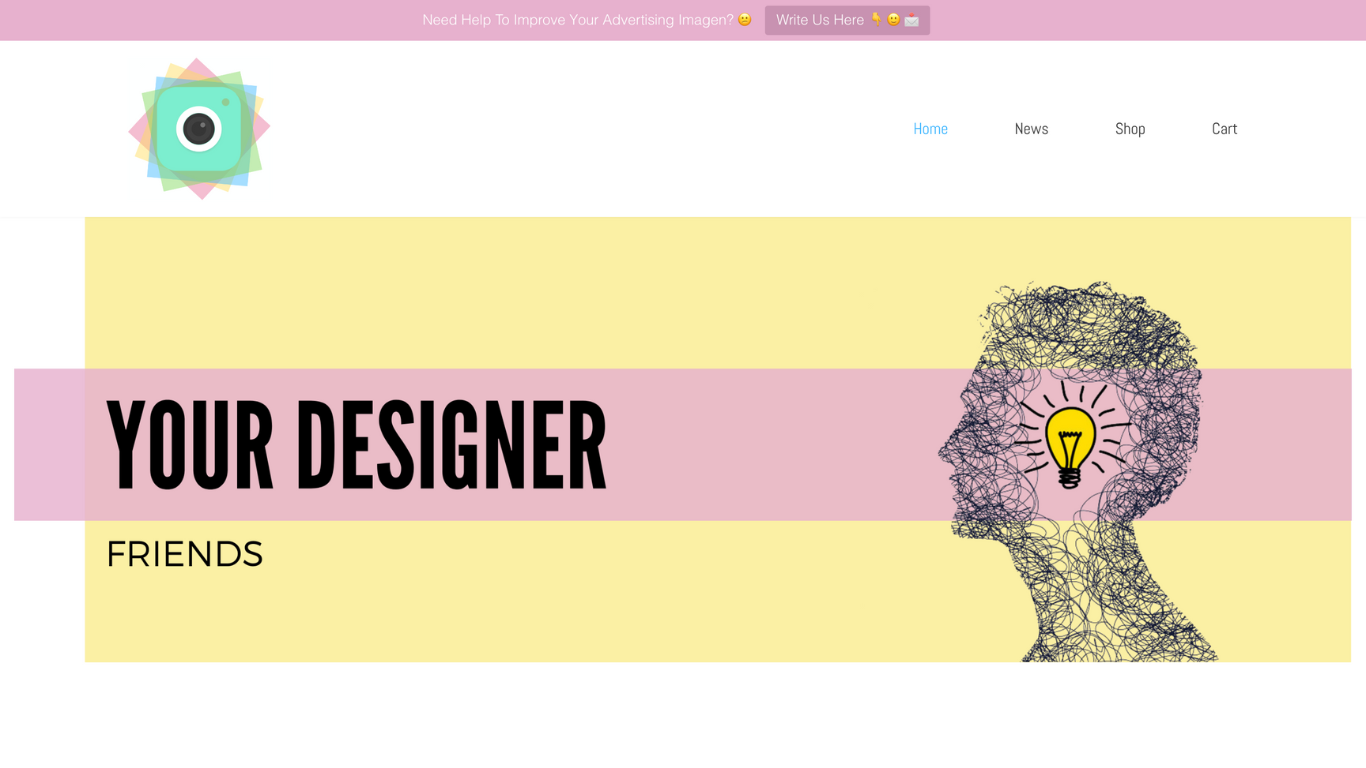 Need Help To Improve Your Advertising Imagen? 😕 Write Us Here 👇🙂📩
Home News Shop Cart
YOUR DESIGNER
FRIENDS